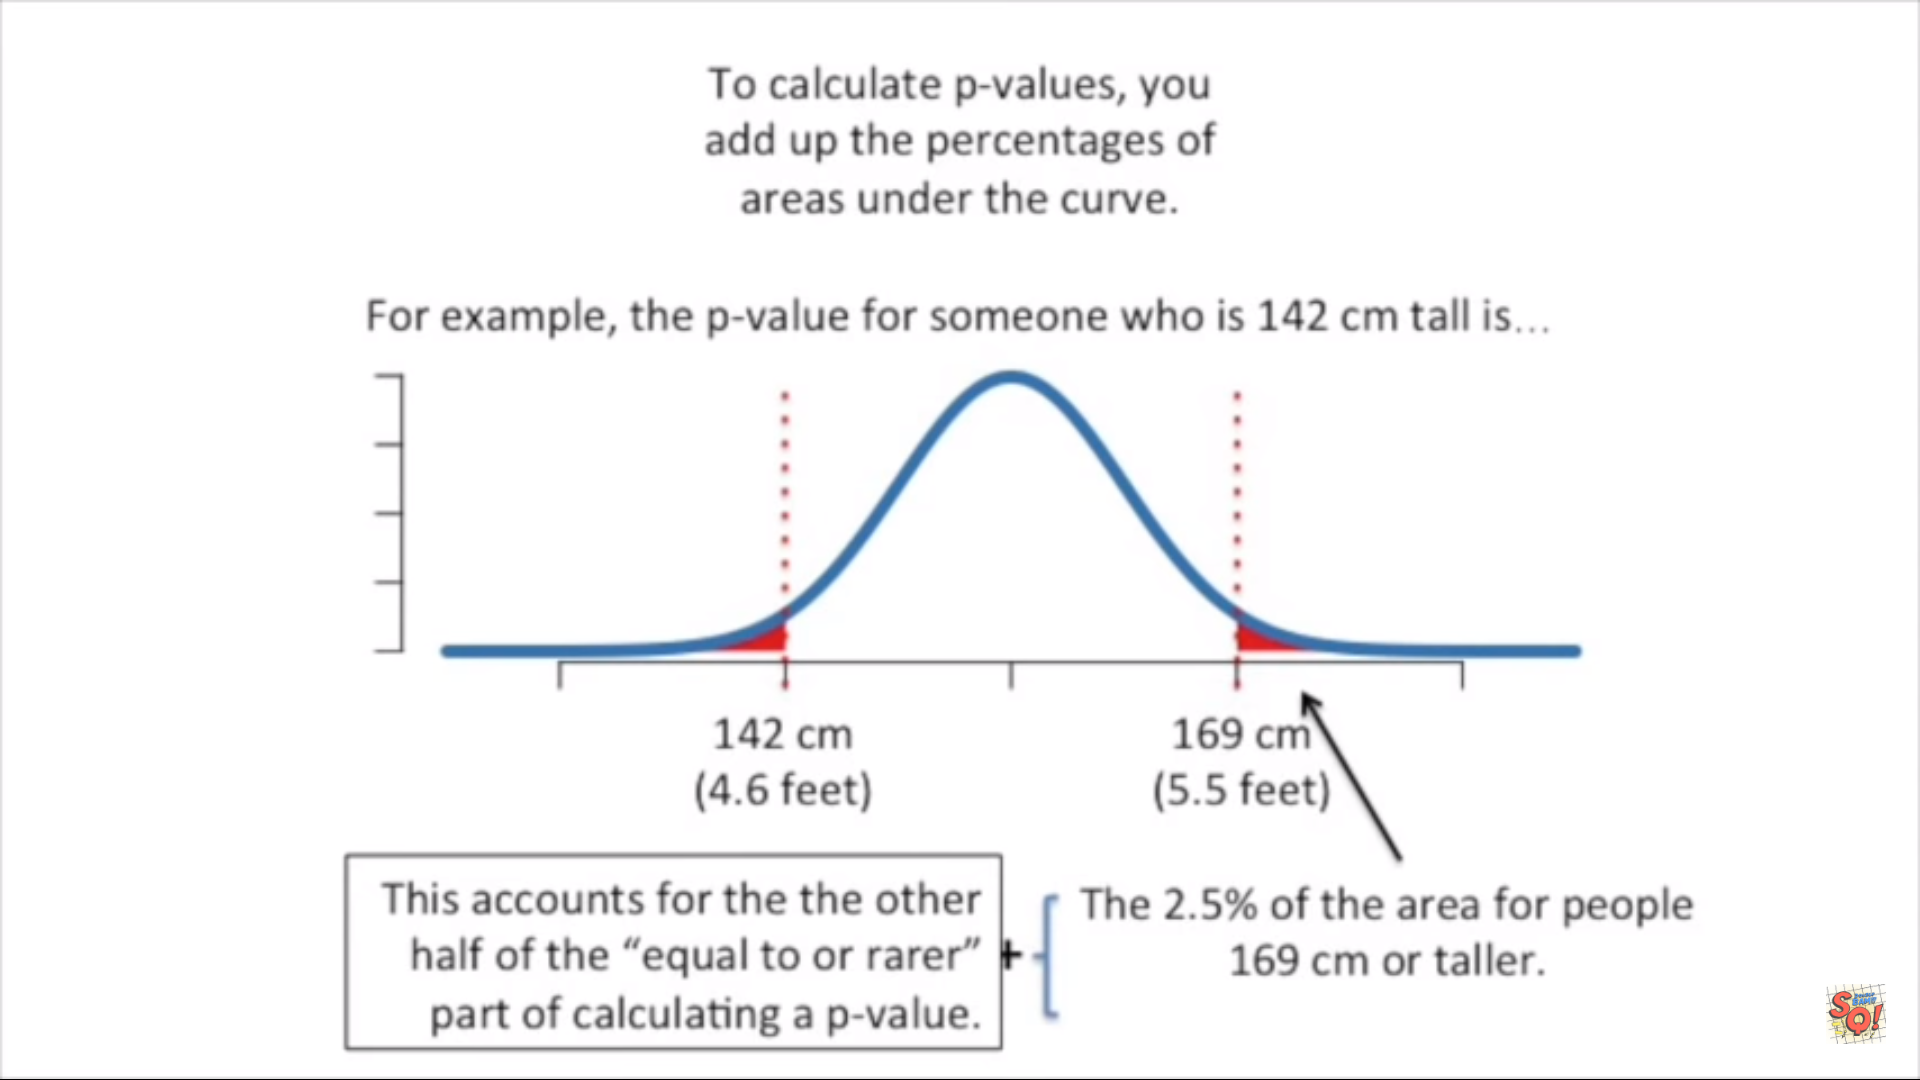 To calculate p-values, you
add up the percentages of
areas under the curve.
For example, the p-value for someone who is 142 cm tall is...
142 cm
(4.6 feet)
169 cm
(5.5 feet)
This accounts for the the other
half of the “equal to or rarer”
part of calculating a p-value.
+
The 2.5% of the area for people
169 cm or taller.
SQ!